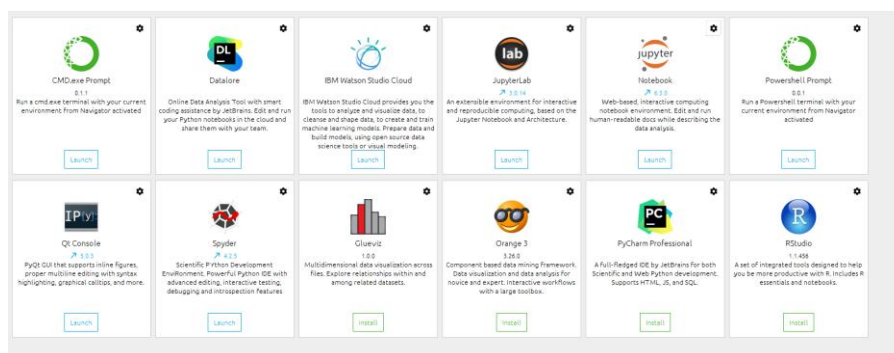 CMD.exe Prompt
0.1.1
Run a cmd.exe terminal with your current
environment from Navigator activated
Launch
DL
Datalore
Online Data Analysis Tool with smart
coding assistance by JetBrains. Edit and run
your Python notebooks in the cloud and
share them with your team.
Launch
IBM Watson Studio Cloud
IBM Watson Studio Cloud provides you the
tools to analyze and visualize data, to
cleanse and shape data, to create and train
machine learning models. Prepare data and
build models, using open source data
science tools or visual modeling.
Launch
lab
JupyterLab
3.0.14
An extensible environment for interactive
and reproducible computing, based on the
Jupyter Notebook and Architecture.
Launch
jupyter
Notebook
6.3.0
Web-based, interactive computing
notebook environment. Edit and run
human-readable docs while describing the
data analysis.
Launch
Powershell Prompt
0.0.1
Run a Powershell terminal with your
current environment from Navigator
activated
Launch
IP[y]:
Qt Console
5.0.3
PyQt GUI that supports inline figures,
proper multiline editing with syntax
highlighting, graphical calltips, and more.
Launch
Spyder
4.2.5
Scientific PYthon Development
EnviRonment. Powerful Python IDE with
advanced editing, interactive testing,
debugging and introspection features
Launch
Glueviz
1.0.0
Multidimensional data visualization across
files. Explore relationships within and
among related datasets.
Install
Orange 3
3.26.0
Component based data mining framework.
Data visualization and data analysis for
novice and expert. Interactive workflows
with a large toolbox.
Install
PC
PyCharm Professional
A full-fledged IDE by JetBrains for both
Scientific and Web Python development.
Supports HTML, JS, and SQL.
Install
R
RStudio
1.1.456
A set of integrated tools designed to help
you be more productive with R. Includes R
essentials and notebooks.
Install